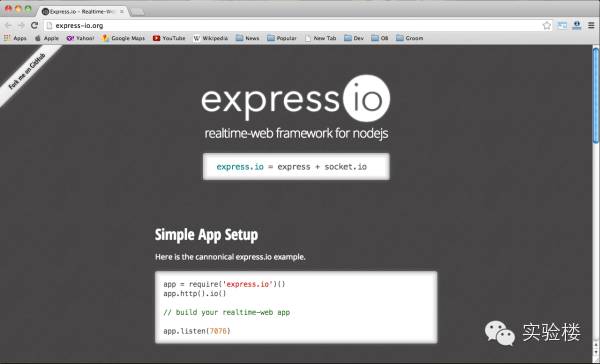 Express.io - Realtime-Web
express-io.org
Apps Apple Yahoo! Google Maps YouTube Wikipedia News Popular New Tab Dev OB Groom
Fork me on GitHub
express io
realtime-web framework for nodejs
express.io = express + socket.io
Simple App Setup
Here is the cannonical express.io example.
app = require('express.io')()
app.http().io()
// build your realtime-web app
app.listen(7076)
实验楼